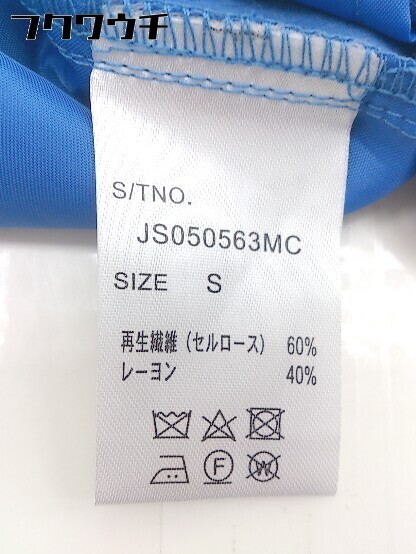 フクワウチ
S/TNO.
JS050563MC
SIZE S
再生繊維（セルロース） 60%
レーヨン 40%
F
W